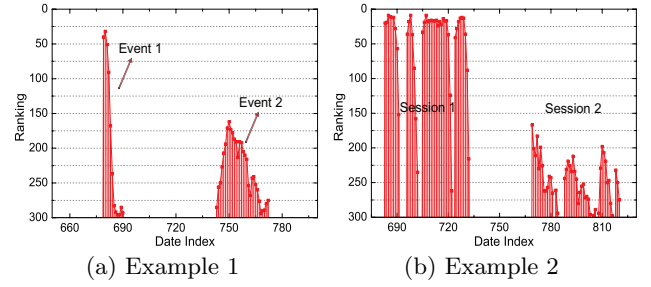 0
50
100
150
200
250
300
Ranking
Event 1
Event 2
660
690
720
750
780
Date Index
(a) Example 1
0
50
100
150
200
250
300
Ranking
Session 1
Session 2
690
720
750
780
810
Date Index
(b) Example 2